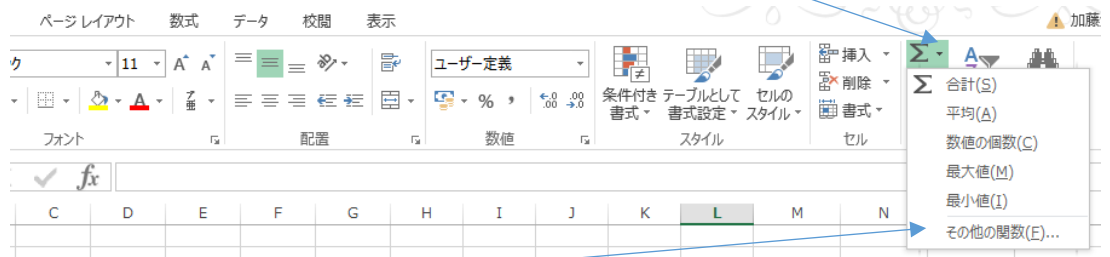 ページ レイアウト 数式 データ 校閲 表示 加藤
ク 11 A A ユーザー定義 挿入 Σ
条件付き テーブルとして セルの 削除 Σ 合計(S)
書式 書式設定 スタイル 書式 平均(A)
フォント 配置 数値 スタイル セル 数値の個数(C)
fx 最大値(M)
最小値(I)
C D E F G H I J K L M N
その他の関数(F)...